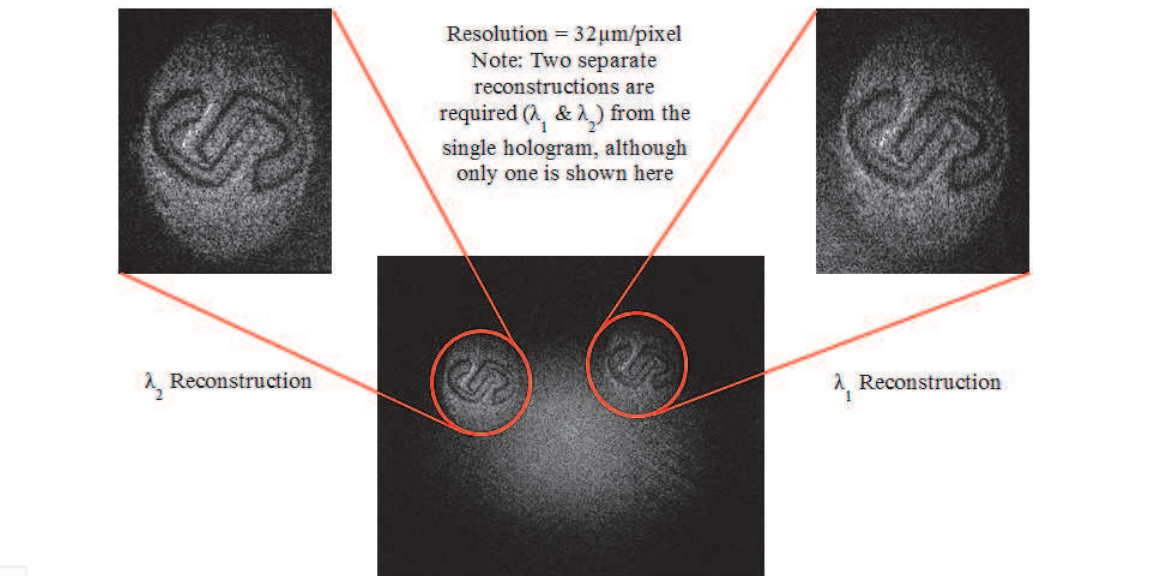 Resolution = 32μm/pixel
Note: Two separate
reconstructions are
required (λ₁ & λ₂) from the
single hologram, although
only one is shown here
λ₂ Reconstruction
λ₁ Reconstruction